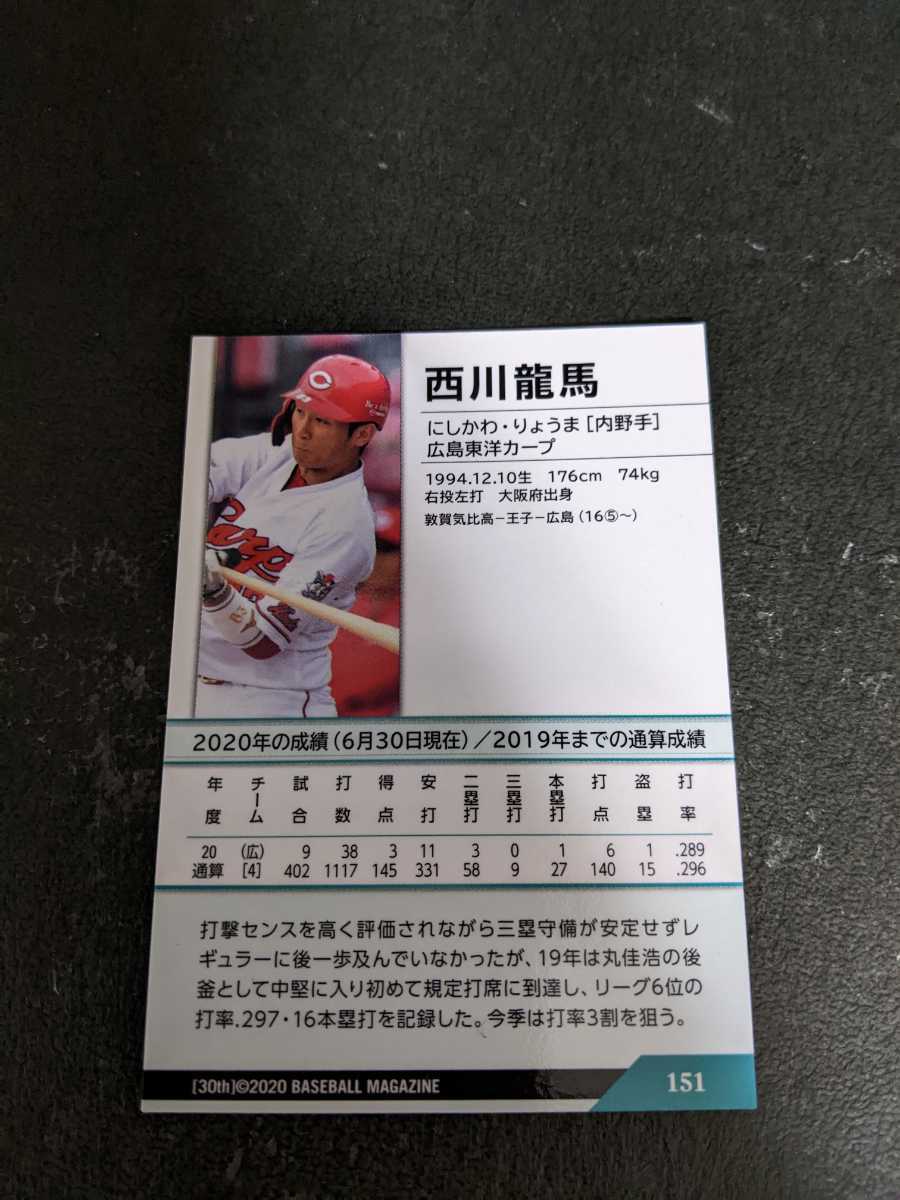 西川龍馬
にしかわ・りょうま［内野手］
広島東洋カープ
1994.12.10生　176cm　74kg
右投左打　大阪府出身
敦賀気比高－王子－広島（16⑤〜）
C
Carp
2020年の成績（6月30日現在）／2019年までの通算成績
年度 チーム 試合 打数 得点 安打 二塁打 三塁打 本塁打 打点 盗塁 打率
20 （広） 9 38 3 11 3 0 1 6 1 .289
通算 [4] 402 1117 145 331 58 9 27 140 15 .296
打撃センスを高く評価されながら三塁守備が安定せずレ
ギュラーに後一歩及んでいなかったが、19年は丸佳浩の後
釜として中堅に入り初めて規定打席に到達し、リーグ6位の
打率.297・16本塁打を記録した。今季は打率3割を狙う。
[30th]©2020 BASEBALL MAGAZINE
151